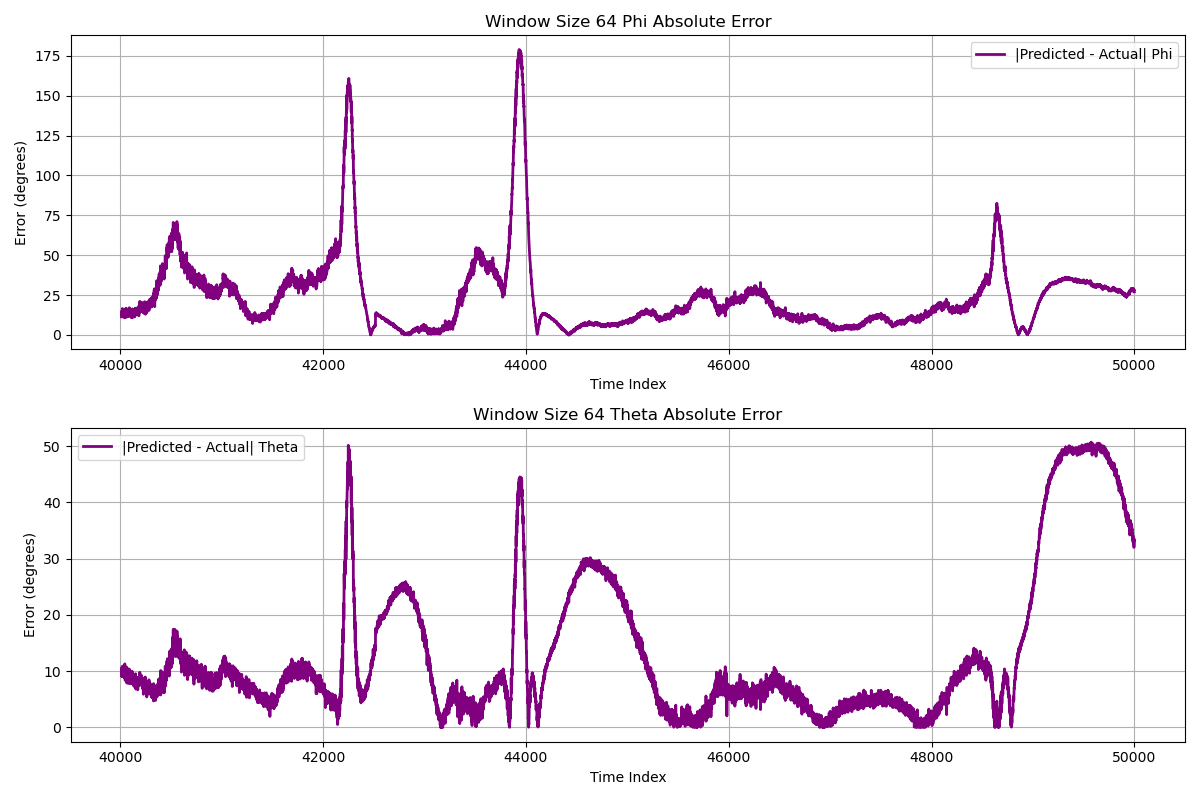 Window Size 64 Phi Absolute Error
|Predicted - Actual| Phi
Error (degrees)
175
150
125
100
75
50
25
0
40000 42000 44000 46000 48000 50000
Time Index
Window Size 64 Theta Absolute Error
|Predicted - Actual| Theta
Error (degrees)
50
40
30
20
10
0
40000 42000 44000 46000 48000 50000
Time Index